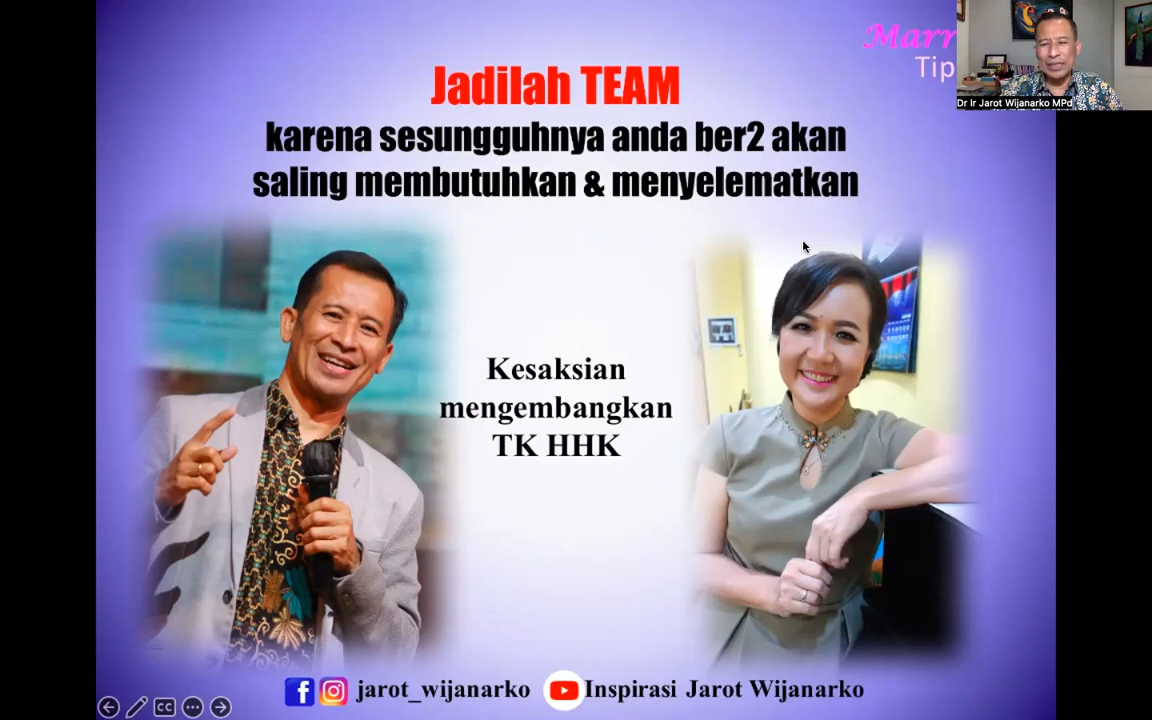 Marr
Tip
Dr Ir Jarot Wijanarko MPd
Jadilah TEAM
karena sesungguhnya anda ber2 akan
saling membutuhkan & menyelematkan
Kesaksian
mengembangkan
TK HHK
jarot_wijanarko Inspirasi Jarot Wijanarko
CC